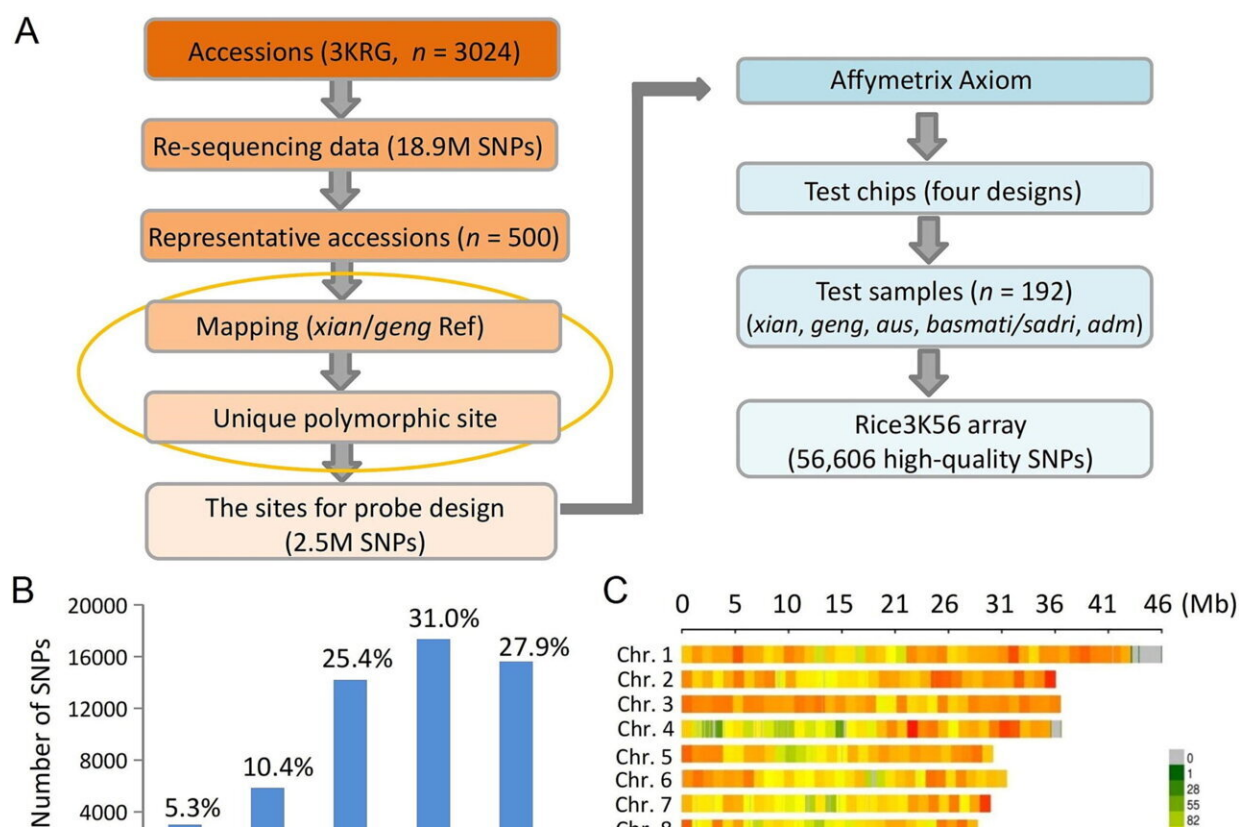 A
Accessions (3KRG, n = 3024)
Re-sequencing data (18.9M SNPs)
Representative accessions (n = 500)
Mapping (xian/geng Ref)
Unique polymorphic site
The sites for probe design
(2.5M SNPs)
Affymetrix Axiom
Test chips (four designs)
Test samples (n = 192)
(xian, geng, aus, basmati/sadri, adm)
Rice3K56 array
(56,606 high-quality SNPs)
B
Number of SNPs
20000
16000
12000
8000
4000
5.3%
10.4%
25.4%
31.0%
27.9%
C
0 5 10 15 21 26 31 36 41 46 (Mb)
Chr. 1
Chr. 2
Chr. 3
Chr. 4
Chr. 5
Chr. 6
Chr. 7
Chr. 8
0
1
28
55
82